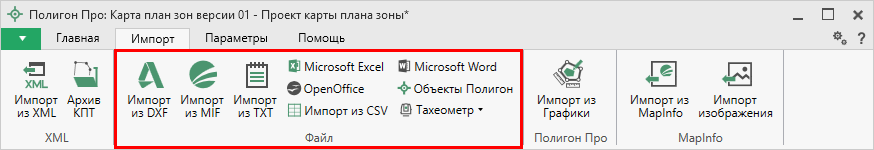 Полигон Про: Карта план зон версии 01 - Проект карты плана зоны*
Главная Импорт Параметры Помощь
?
XML
Импорт из XML
Архив КПТ
XML
Импорт из DXF
Импорт из MIF
Импорт из TXT
Microsoft Excel
OpenOffice
Импорт из CSV
Microsoft Word
Объекты Полигон
Тахеометр
Файл
Импорт из Графики
Полигон Про
Импорт из MapInfo
Импорт изображения
MapInfo